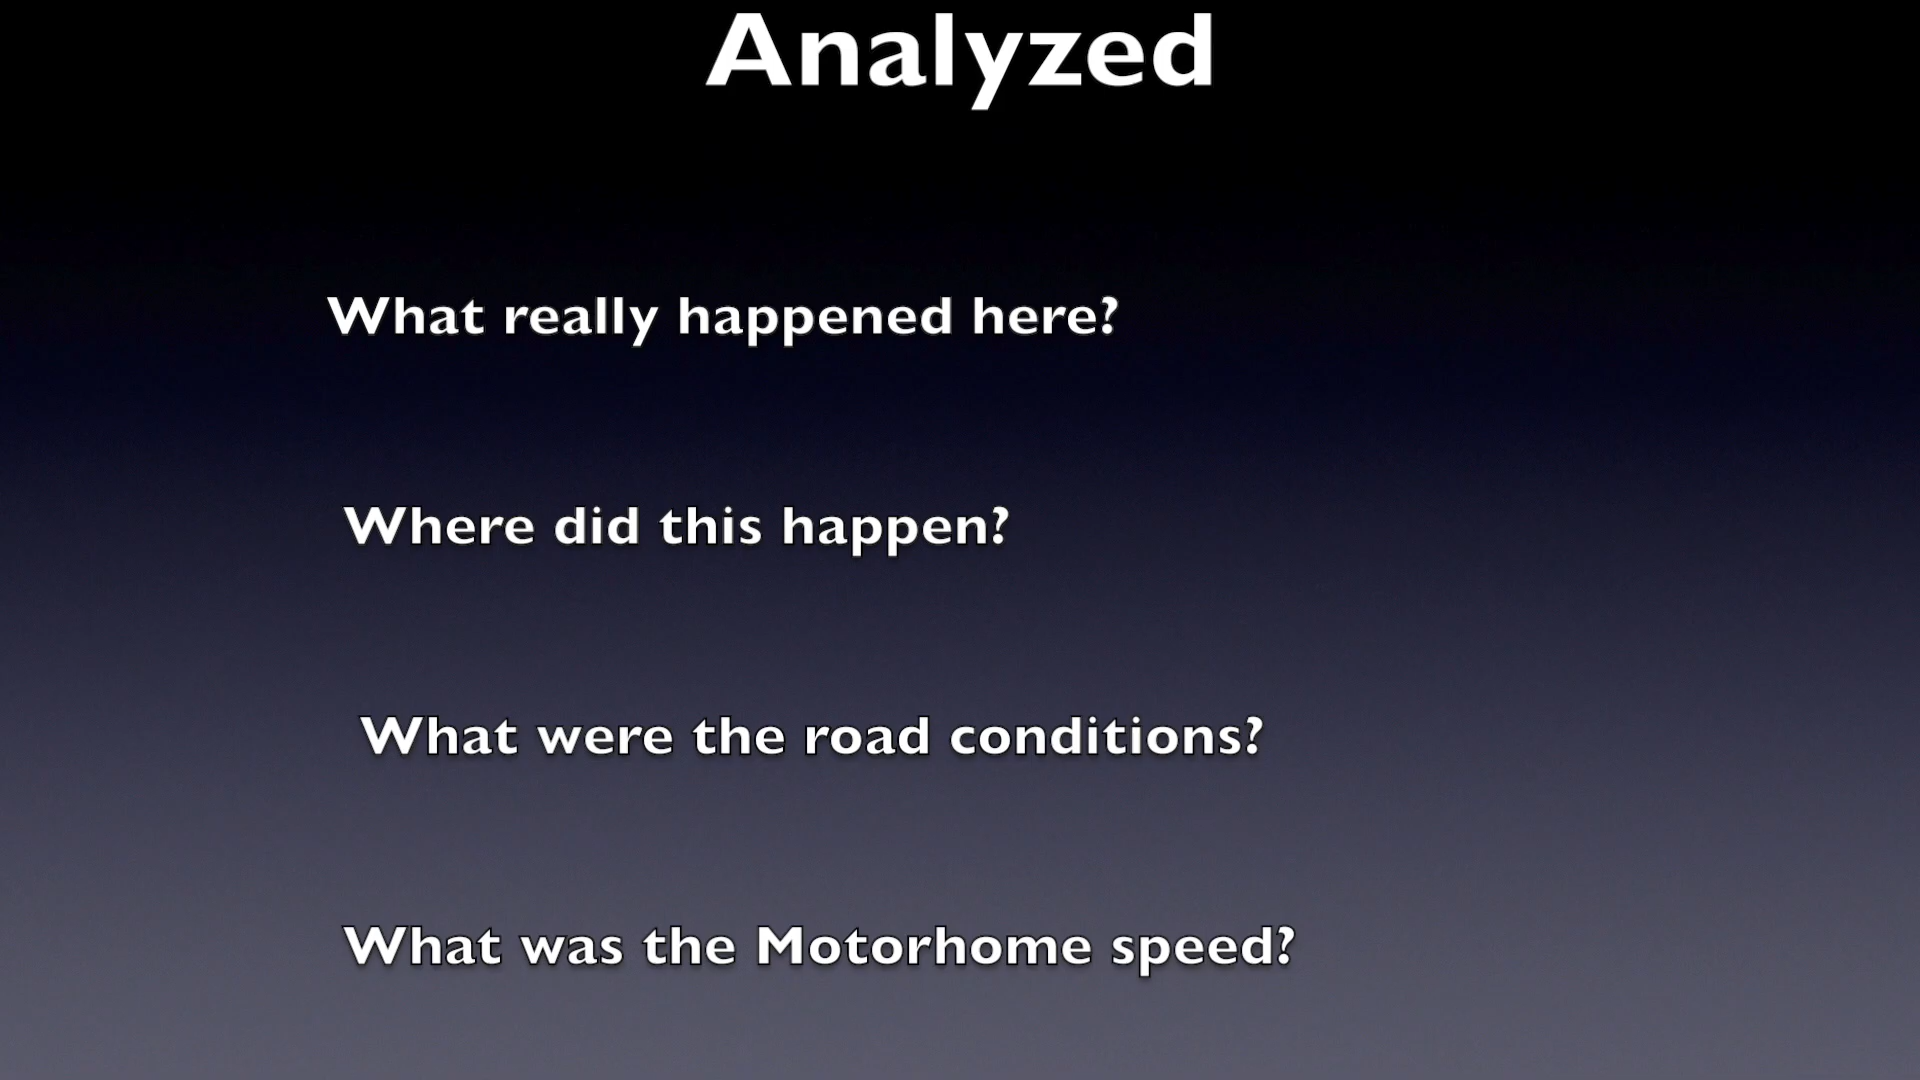 Analyzed
What really happened here?
Where did this happen?
What were the road conditions?
What was the Motorhome speed?